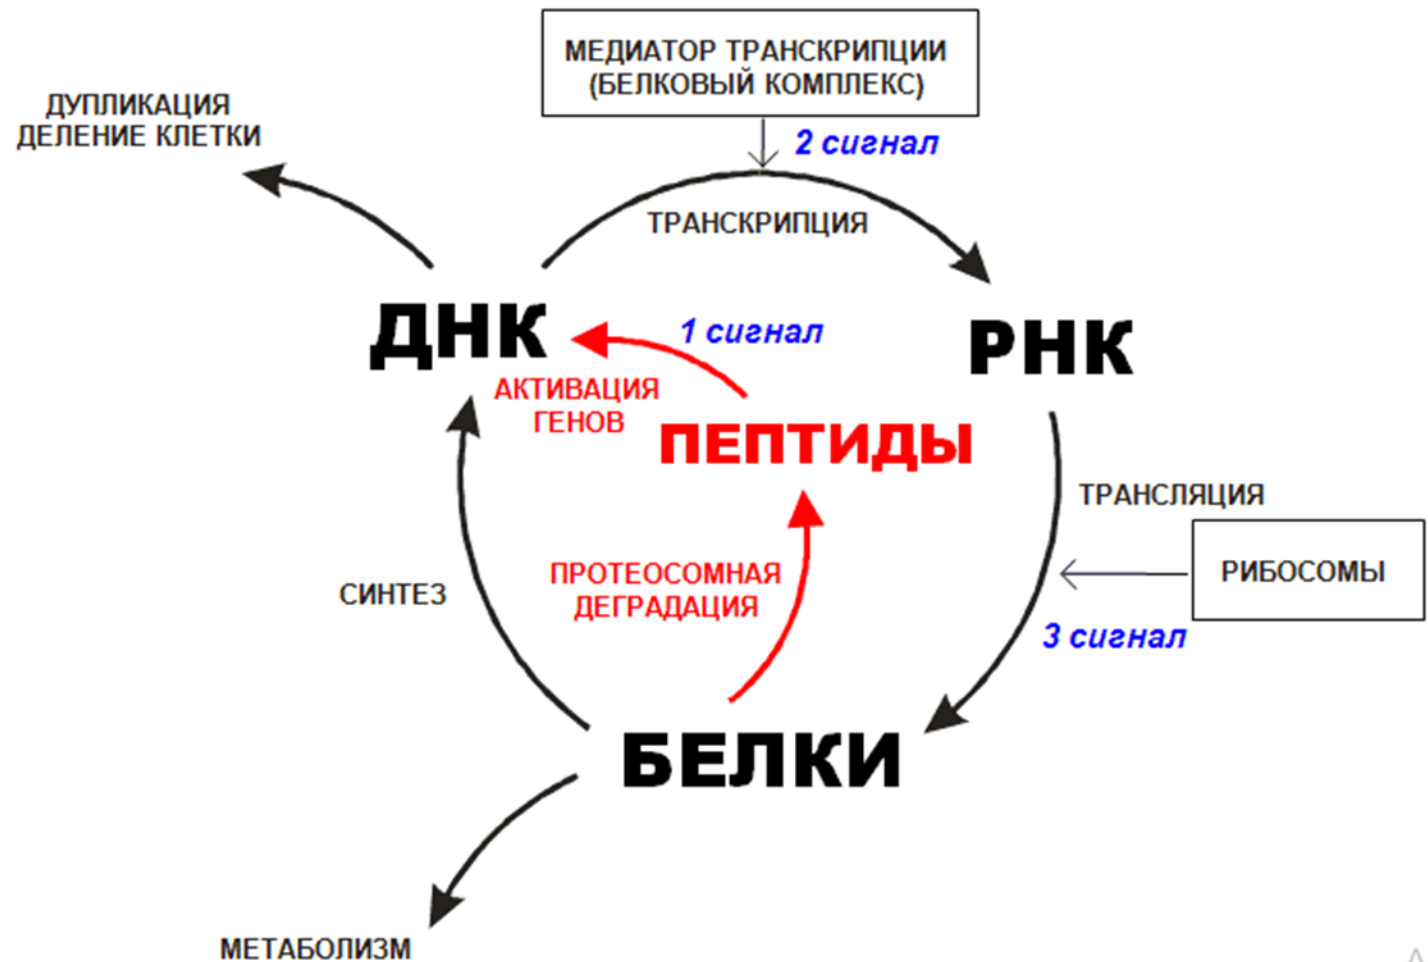 МЕДИАТОР ТРАНСКРИПЦИИ
(БЕЛКОВЫЙ КОМПЛЕКС)
ДУПЛИКАЦИЯ
ДЕЛЕНИЕ КЛЕТКИ
2 сигнал
ТРАНСКРИПЦИЯ
ДНК
1 сигнал
РНК
АКТИВАЦИЯ
ГЕНОВ
ПЕПТИДЫ
ТРАНСЛЯЦИЯ
РИБОСОМЫ
ПРОТЕОСОМНАЯ
ДЕГРАДАЦИЯ
СИНТЕЗ
3 сигнал
БЕЛКИ
МЕТАБОЛИЗМ